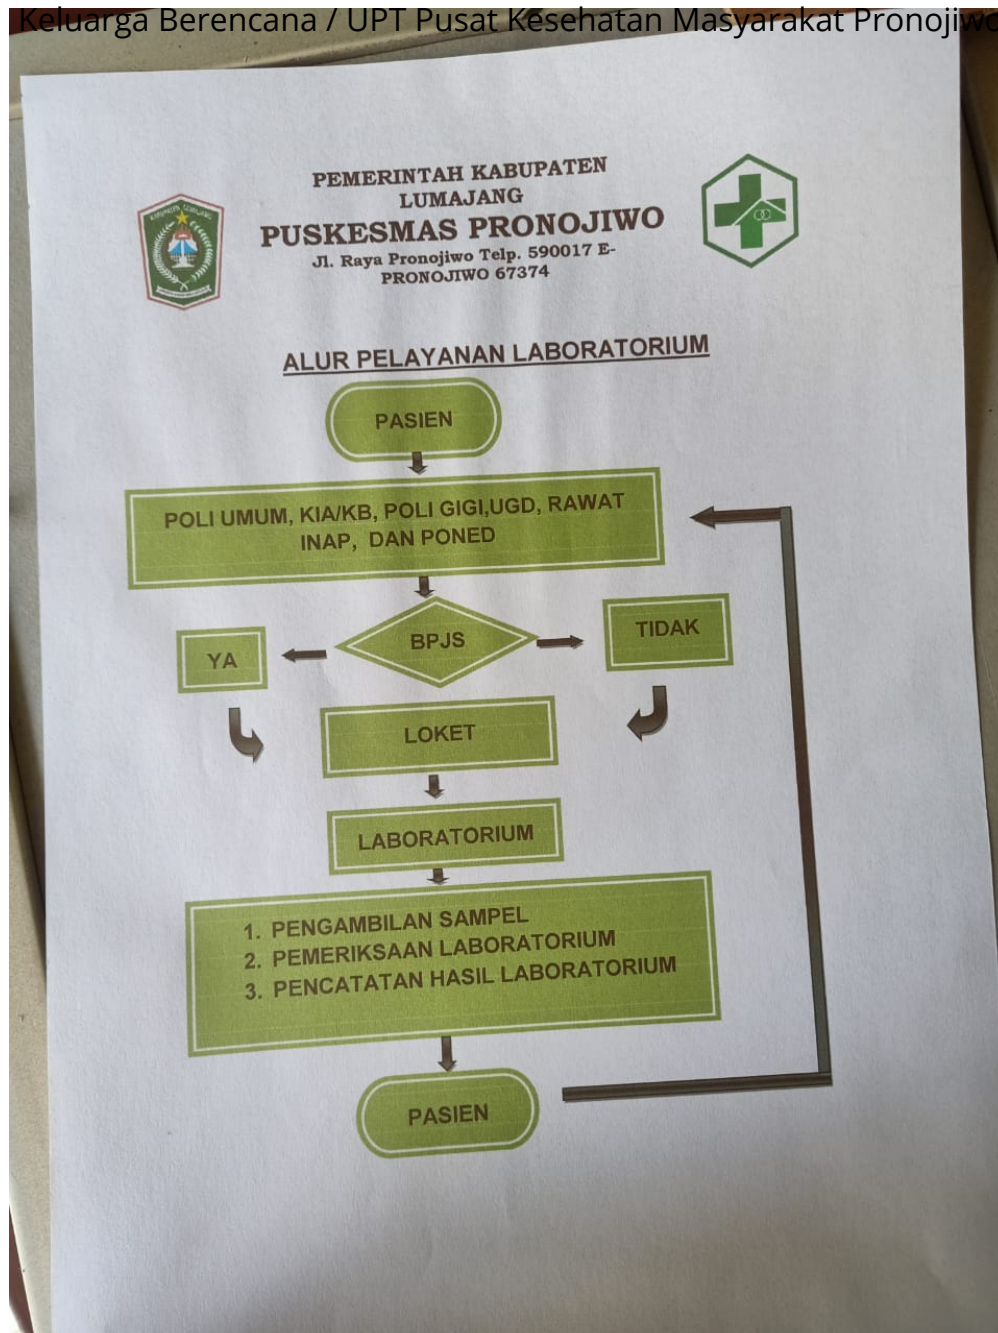 Keluarga Berencana / UPT Pusat Kesehatan Masyarakat Pronojiwo
PEMERINTAH KABUPATEN
LUMAJANG
PUSKESMAS PRONOJIWO
Jl. Raya Pronojiwo Telp. 590017 E-
PRONOJIWO 67374
ALUR PELAYANAN LABORATORIUM
PASIEN
POLI UMUM, KIA/KB, POLI GIGI,UGD, RAWAT
INAP, DAN PONED
BPJS
YA
TIDAK
LOKET
LABORATORIUM
1. PENGAMBILAN SAMPEL
2. PEMERIKSAAN LABORATORIUM
3. PENCATATAN HASIL LABORATORIUM
PASIEN